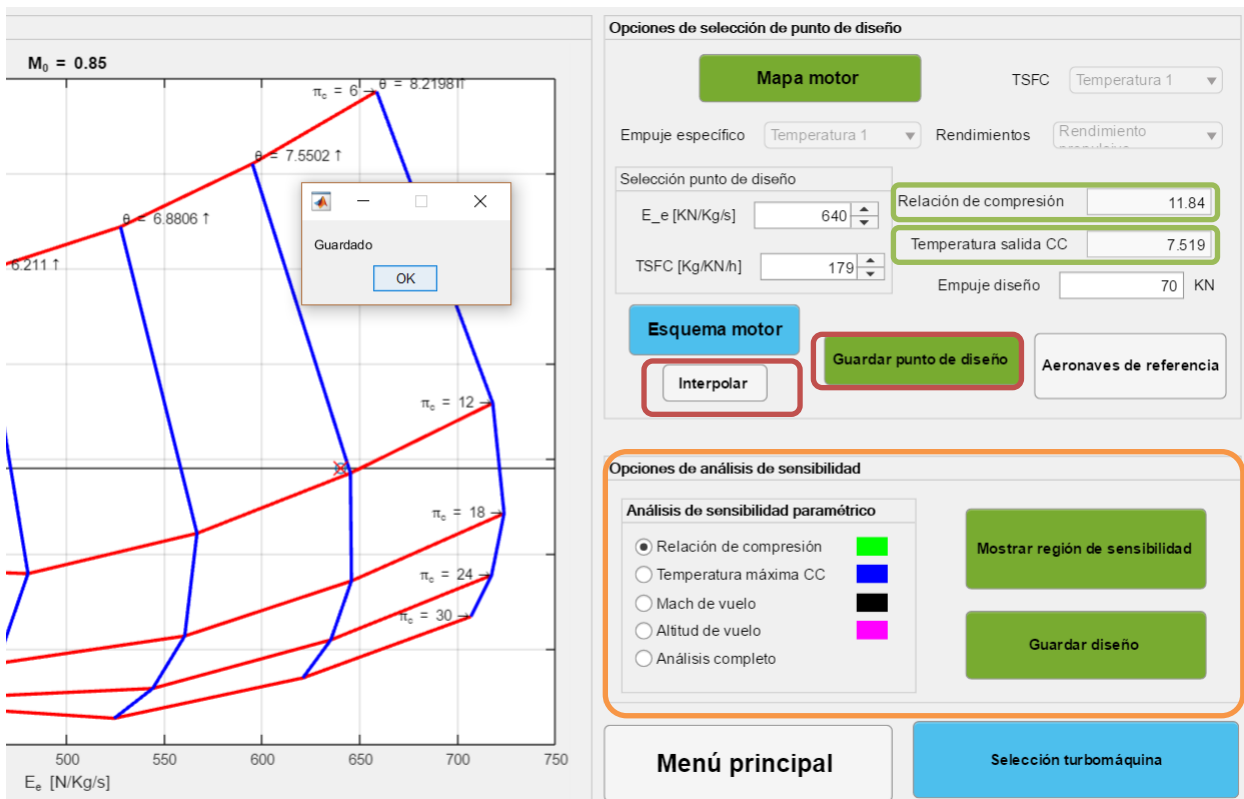 M₀ = 0.85
π꜀ = 6 →
θ = 8.2198 ↑
θ = 7.5502 ↑
θ = 6.8806 ↑
6.211 ↑
Guardado
OK
π꜀ = 12 →
π꜀ = 18 →
π꜀ = 24 →
π꜀ = 30 →
500 550 600 650 700 750
Eₑ [N/Kg/s]
Opciones de selección de punto de diseño
Mapa motor
TSFC Temperatura 1
Empuje específico Temperatura 1 Rendimientos Rendimiento
Selección punto de diseño
E_e [KN/Kg/s] 640
Relación de compresión 11.84
Temperatura salida CC 7.519
TSFC [Kg/KN/h] 179
Empuje diseño 70 KN
Esquema motor
Interpolar
Guardar punto de diseño
Aeronaves de referencia
Opciones de análisis de sensibilidad
Análisis de sensibilidad paramétrico
Relación de compresión
Temperatura máxima CC
Mach de vuelo
Altitud de vuelo
Análisis completo
Mostrar región de sensibilidad
Guardar diseño
Menú principal
Selección turbomáquina